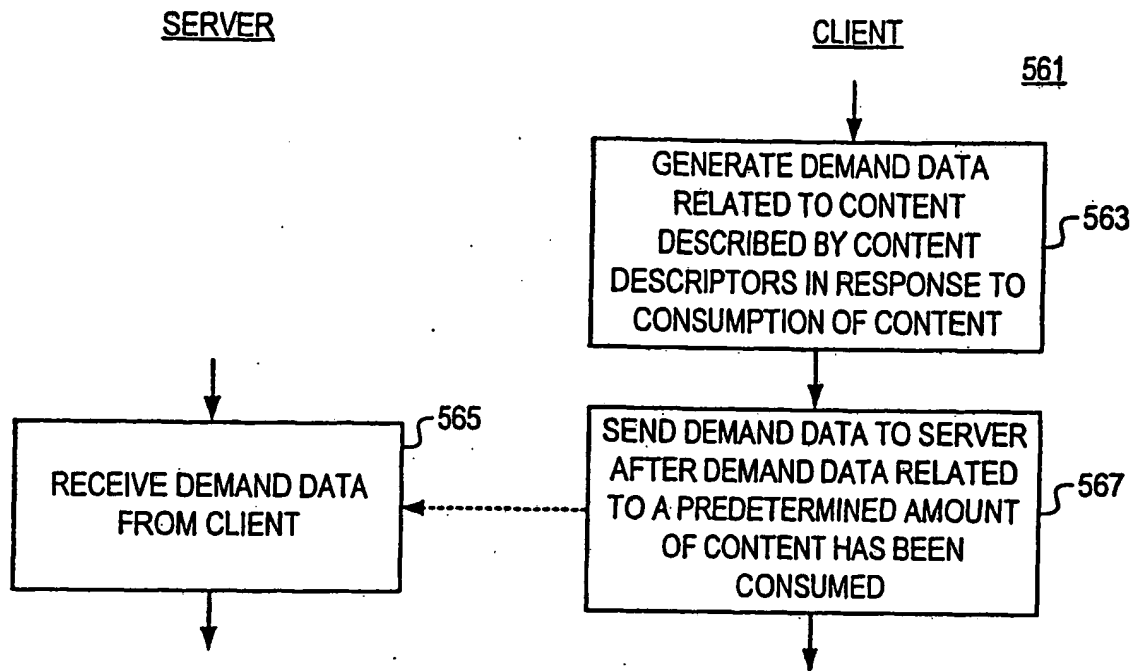 SERVER
CLIENT
561
GENERATE DEMAND DATA
RELATED TO CONTENT
DESCRIBED BY CONTENT
DESCRIPTORS IN RESPONSE TO
CONSUMPTION OF CONTENT
563
565
RECEIVE DEMAND DATA
FROM CLIENT
SEND DEMAND DATA TO SERVER
AFTER DEMAND DATA RELATED
TO A PREDETERMINED AMOUNT
OF CONTENT HAS BEEN
CONSUMED
567